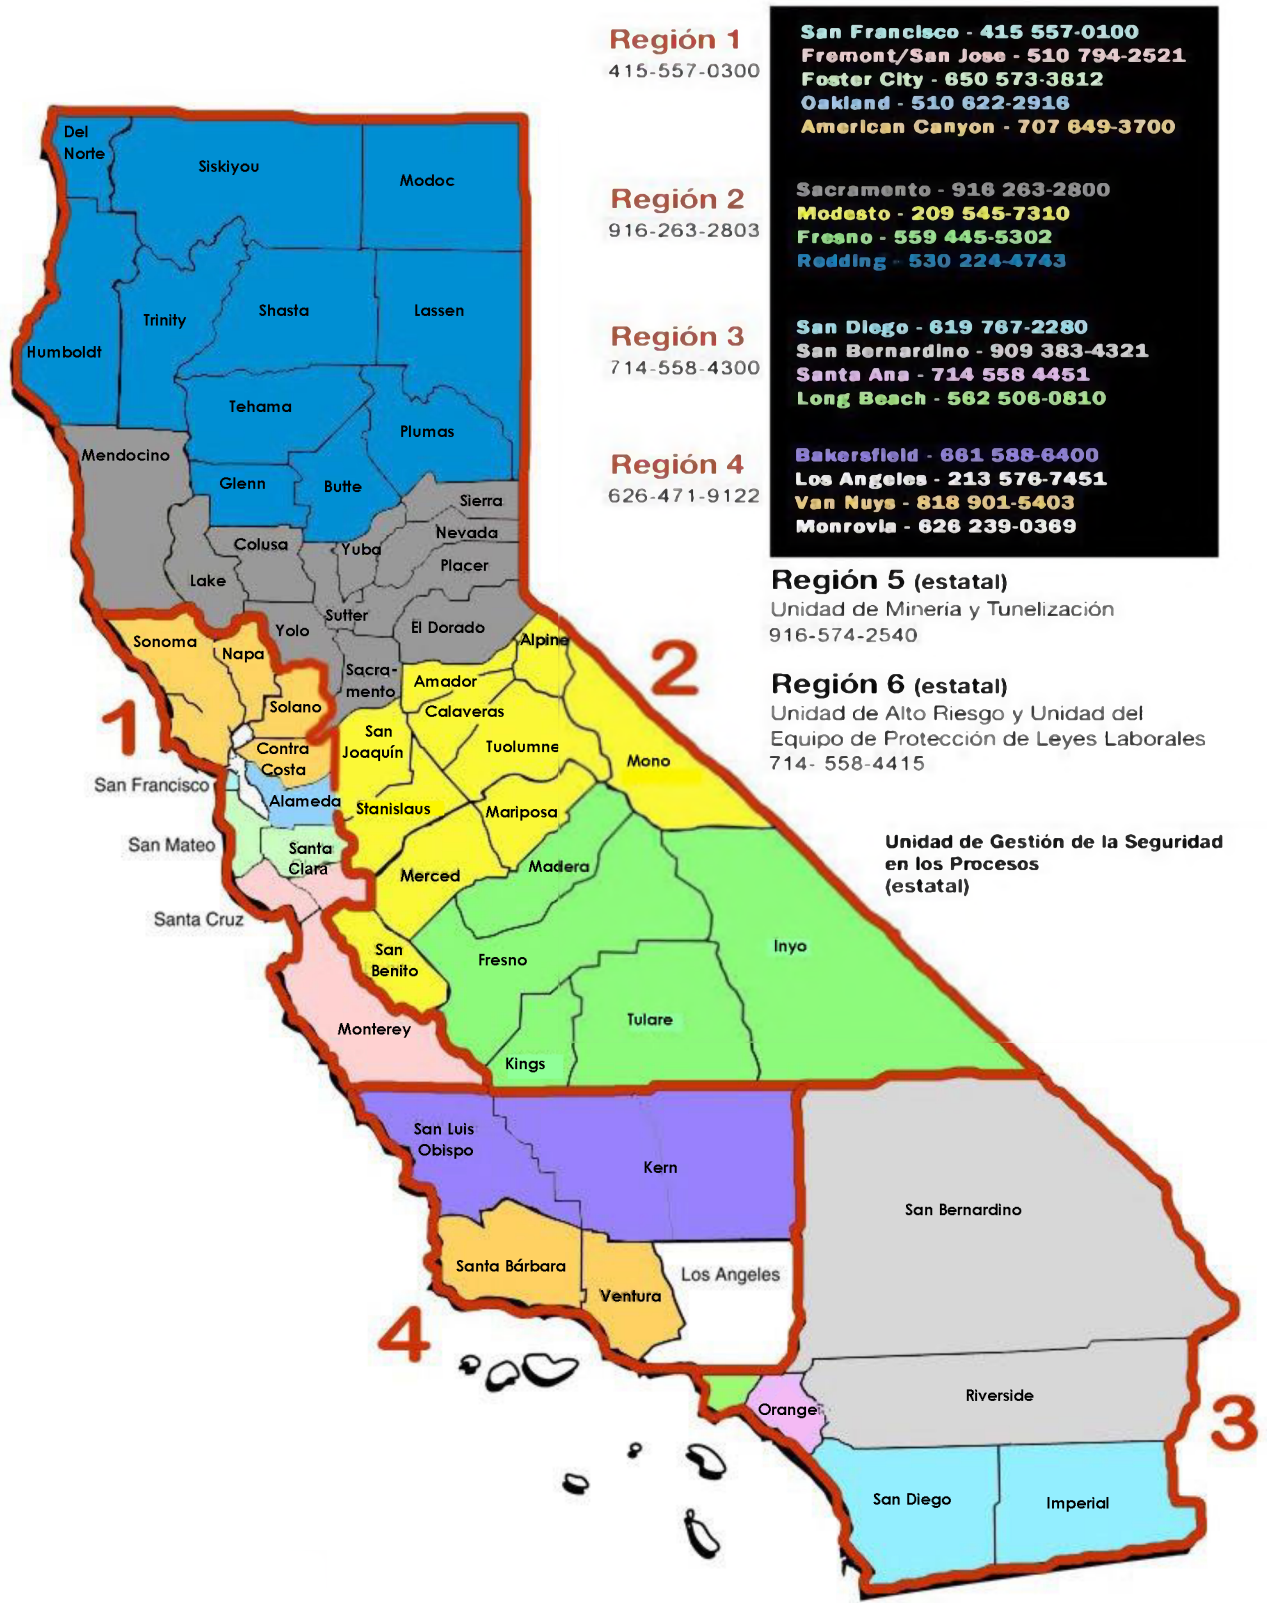 Región 1
415-557-0300
San Francisco - 415 557-0100
Fremont/San Jose - 510 794-2521
Foster City - 650 573-3812
Oakland - 510 622-2916
American Canyon - 707 649-3700
Región 2
916-263-2803
Sacramento - 916 263-2800
Modesto - 209 545-7310
Fresno - 559 445-5302
Redding - 530 224-4743
Región 3
714-558-4300
San Diego - 619 767-2280
San Bernardino - 909 383-4321
Santa Ana - 714 558 4451
Long Beach - 562 506-0810
Región 4
626-471-9122
Bakersfield - 661 588-6400
Los Angeles - 213 576-7451
Van Nuys - 818 901-5403
Monrovia - 626 239-0369
Región 5 (estatal)
Unidad de Minería y Tunelización
916-574-2540
Región 6 (estatal)
Unidad de Alto Riesgo y Unidad del
Equipo de Protección de Leyes Laborales
714- 558-4415
Unidad de Gestión de la Seguridad
en los Procesos
(estatal)
Del
Norte
Siskiyou
Modoc
Humboldt
Trinity
Shasta
Lassen
Tehama
Plumas
Mendocino
Glenn
Butte
Sierra
Colusa
Yuba
Nevada
Placer
Lake
Sutter
Yolo
El Dorado
Sonoma
Napa
Alpine
Sacra-
mento
Amador
Solano
Calaveras
San
Joaquín
Tuolumne
Mono
Contra
Costa
San Francisco
Alameda
Stanislaus
Mariposa
San Mateo
Santa
Clara
Merced
Madera
Santa Cruz
San
Benito
Fresno
Inyo
Monterey
Tulare
Kings
San Luis
Obispo
Kern
San Bernardino
Santa Bárbara
Ventura
Los Angeles
Orange
Riverside
San Diego
Imperial
1
2
3
4